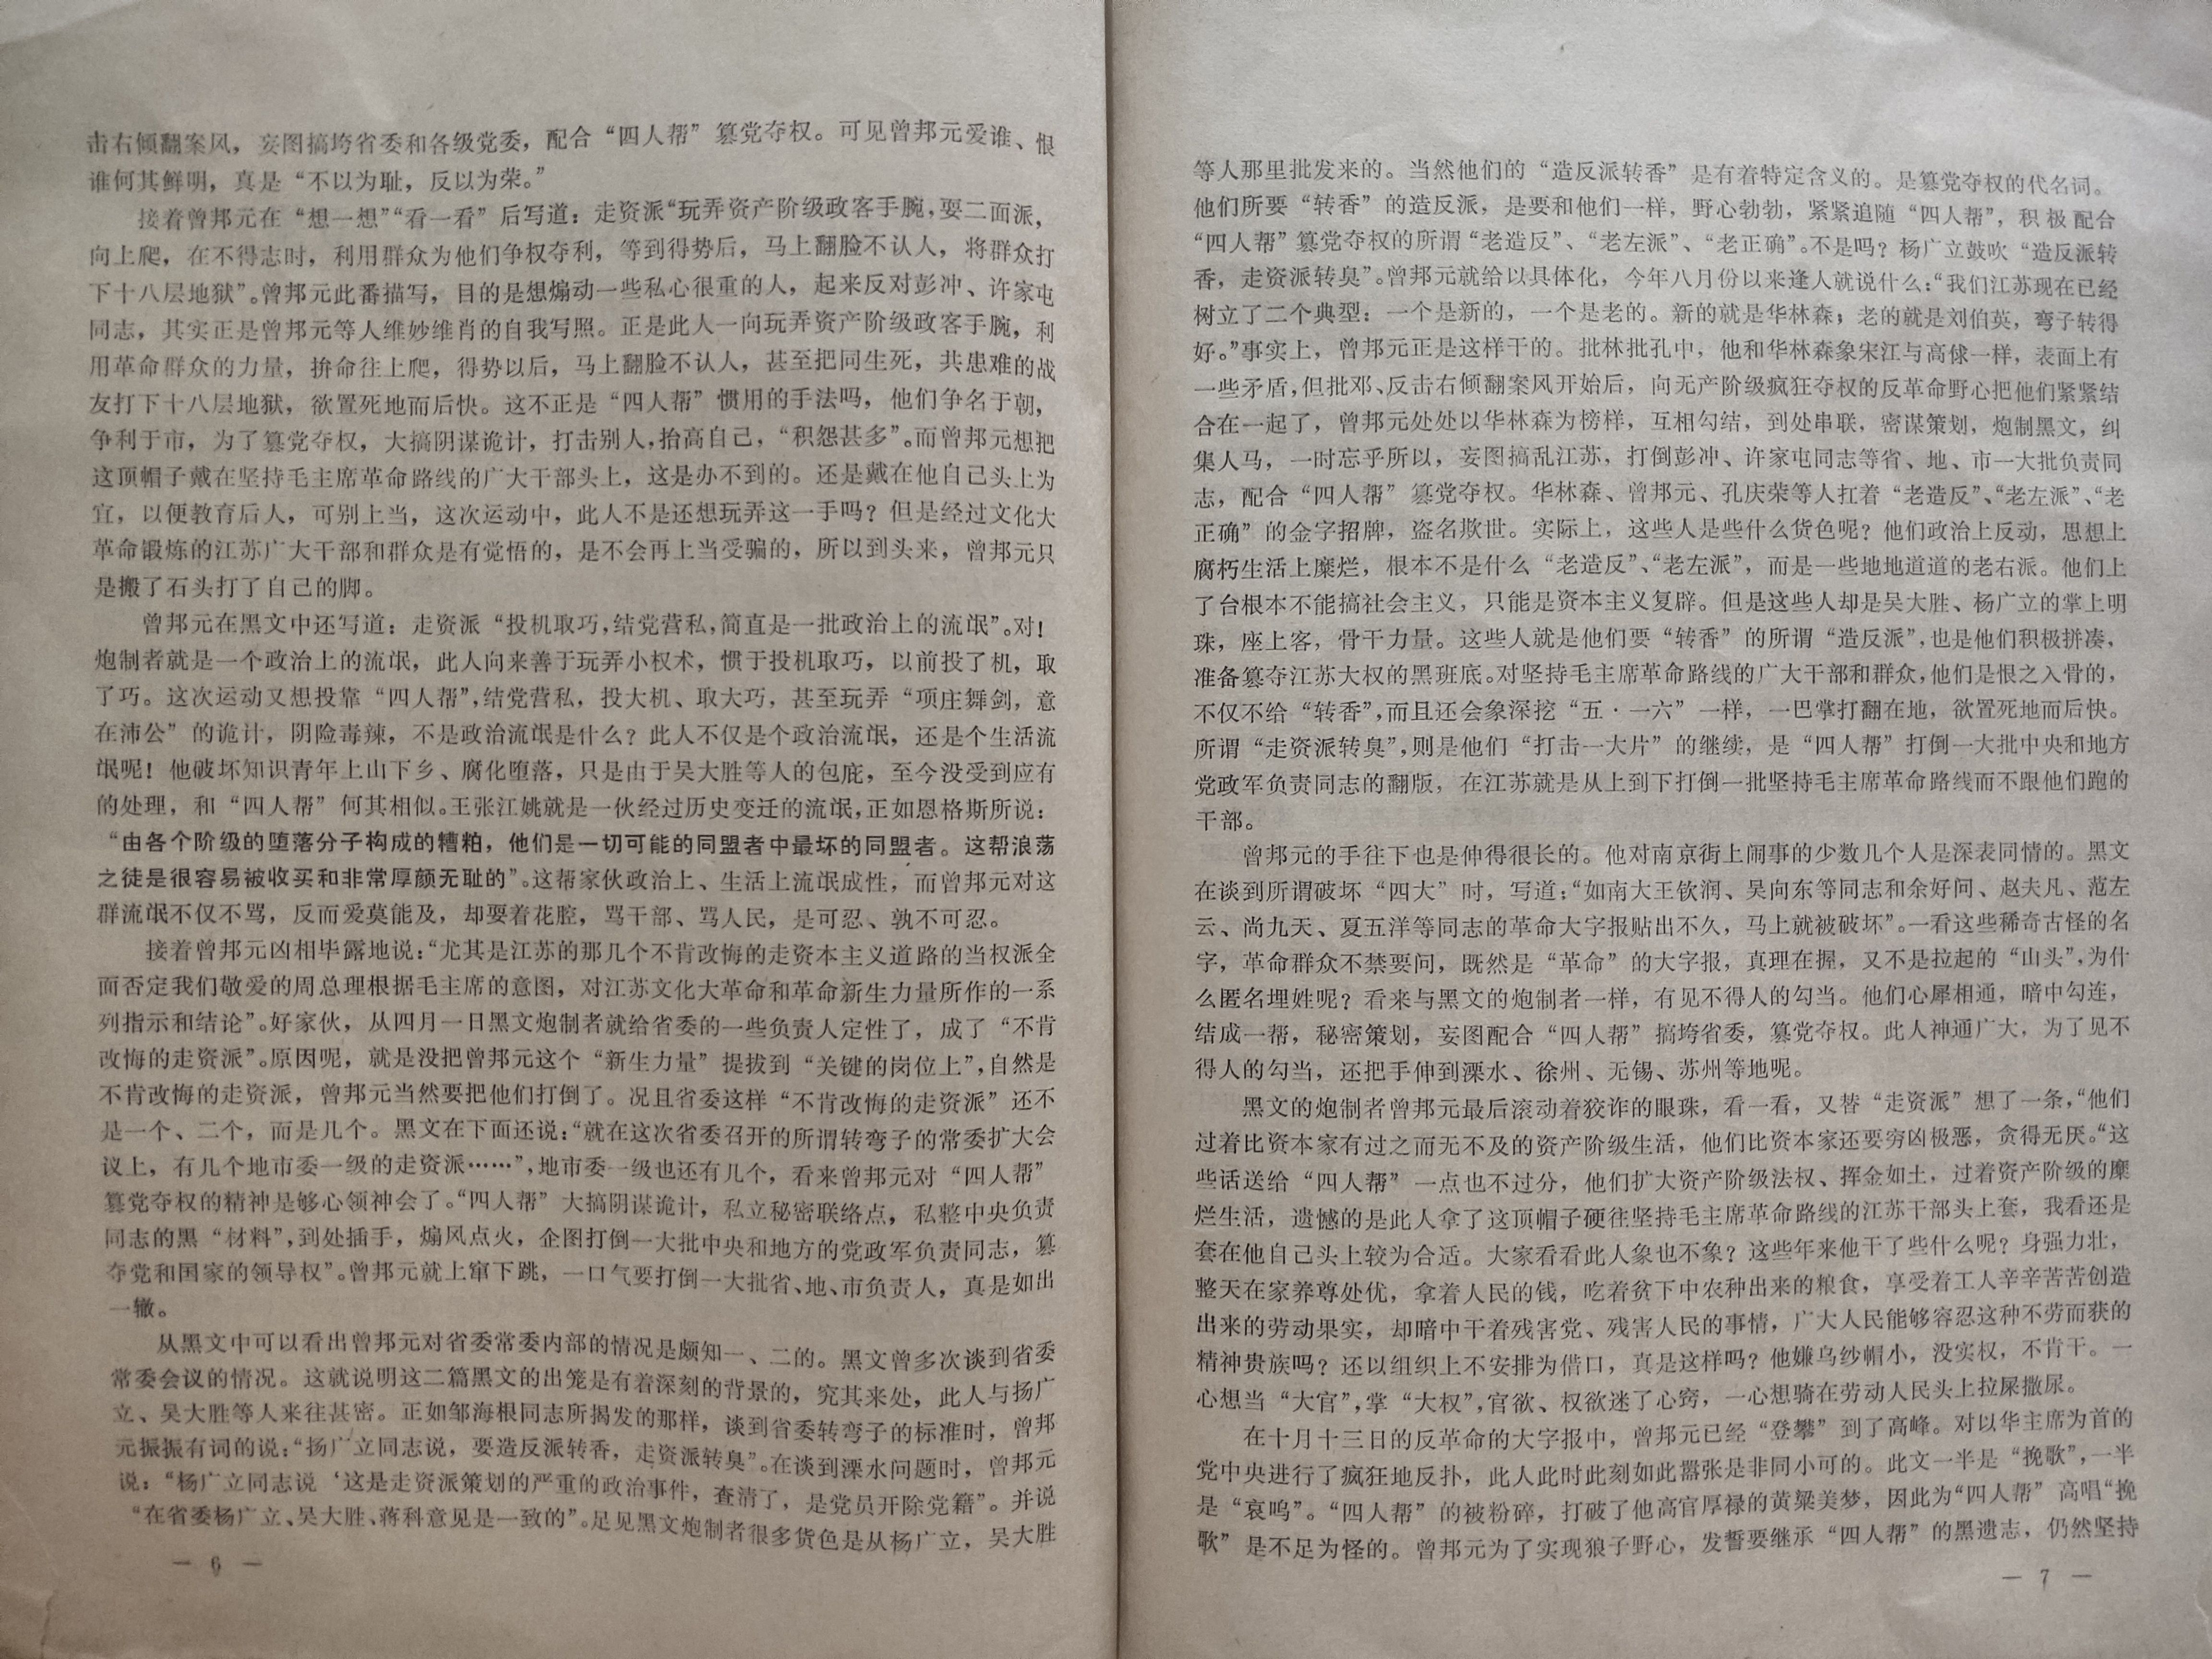 击右倾翻案风，妄图搞垮省委和各级党委，配合“四人帮”篡党夺权。可见曾邦元爱谁、恨
谁何其鲜明，真是“不以为耻，反以为荣。”
接着曾邦元在“想一想”“看一看”后写道：走资派“玩弄资产阶级政客手腕，耍二面派，
向上爬，在不得志时，利用群众为他们争权夺利，等到得势后，马上翻脸不认人，将群众打
下十八层地狱”。曾邦元此番描写，目的是想煽动一些私心很重的人，起来反对彭冲、许家屯
同志，其实正是曾邦元等人维妙维肖的自我写照。正是此人一向玩弄资产阶级政客手腕，利
用革命群众的力量，拚命往上爬，得势以后，马上翻脸不认人，甚至把同生死，共患难的战
友打下十八层地狱，欲置死地而后快。这不正是“四人帮”惯用的手法吗，他们争名于朝，
争利于市，为了篡党夺权，大搞阴谋诡计，打击别人，抬高自己，“积怨甚多”。而曾邦元想把
这顶帽子戴在坚持毛主席革命路线的广大干部头上，这是办不到的。还是戴在他自己头上为
宜，以便教育后人，可别上当，这次运动中，此人不是还想玩弄这一手吗？但是经过文化大
革命锻炼的江苏广大干部和群众是有觉悟的，是不会再上当受骗的，所以到头来，曾邦元只
是搬了石头打了自己的脚。
曾邦元在黑文中还写道：走资派“投机取巧，结党营私，简直是一批政治上的流氓”。对！
炮制者就是一个政治上的流氓，此人向来善于玩弄小权术，惯于投机取巧，以前投了机，取
了巧。这次运动又想投靠“四人帮”，结党营私，投大机、取大巧，甚至玩弄“项庄舞剑，意
在沛公”的诡计，阴险毒辣，不是政治流氓是什么？此人不仅是个政治流氓，还是个生活流
氓呢！他破坏知识青年上山下乡、腐化堕落，只是由于吴大胜等人的包庇，至今没受到应有
的处理，和“四人帮”何其相似。王张江姚就是一伙经过历史变迁的流氓，正如恩格斯所说：
“由各个阶级的堕落分子构成的糟粕，他们是一切可能的同盟者中最坏的同盟者。这帮浪荡
之徒是很容易被收买和非常厚颜无耻的”。这帮家伙政治上、生活上流氓成性，而曾邦元对这
群流氓不仅不骂，反而爱莫能及，却耍着花腔，骂干部、骂人民，是可忍、孰不可忍。
接着曾邦元凶相毕露地说：“尤其是江苏的那几个不肯改悔的走资本主义道路的当权派全
而否定我们敬爱的周总理根据毛主席的意图，对江苏文化大革命和革命新生力量所作的一系
列指示和结论”。好家伙，从四月一日黑文炮制者就给省委的一些负责人定性了，成了“不肯
改悔的走资派”。原因呢，就是没把曾邦元这个“新生力量”提拔到“关键的岗位上”，自然是
不肯改悔的走资派，曾邦元当然要把他们打倒了。况且省委这样“不肯改悔的走资派”还不
是一个、二个，而是几个。黑文在下面还说：“就在这次省委召开的所谓转弯子的常委扩大会
议上，有几个地市委一级的走资派……”，地市委一级也还有几个，看来曾邦元对“四人帮”
篡党夺权的精神是够心领神会了。“四人帮”大搞阴谋诡计，私立秘密联络点，私整中央负责
同志的黑“材料”，到处插手，煽风点火，企图打倒一大批中央和地方的党政军负责同志，篡
夺党和国家的领导权”。曾邦元就上窜下跳，一口气要打倒一大批省、地、市负责人，真是如出
一辙。
从黑文中可以看出曾邦元对省委常委内部的情况是颇知一、二的。黑文曾多次谈到省委
常委会议的情况。这就说明这二篇黑文的出笼是有着深刻的背景的，究其来处，此人与扬广
立、吴大胜等人来往甚密。正如邹海根同志所揭发的那样，谈到省委转弯子的标准时，曾邦
元振振有词的说：“扬广立同志说，要造反派转香，走资派转臭”。在谈到溧水问题时，曾邦元
说：“杨广立同志说‘这是走资派策划的严重的政治事件，查清了，是党员开除党籍”。并说
“在省委杨广立、吴大胜、蒋科意见是一致的”。足见黑文炮制者很多货色是从杨广立，吴大胜
— 6 —
等人那里批发来的。当然他们的“造反派转香”是有着特定含义的。是篡党夺权的代名词。
他们所要“转香”的造反派，是要和他们一样，野心勃勃，紧紧追随“四人帮”，积极配合
“四人帮”篡党夺权的所谓“老造反”、“老左派”、“老正确”。不是吗？杨广立鼓吹“造反派转
香，走资派转臭”。曾邦元就给以具体化，今年八月份以来逢人就说什么：“我们江苏现在已经
树立了二个典型：一个是新的，一个是老的。新的就是华林森；老的就是刘伯英，弯子转得
好。”事实上，曾邦元正是这样干的。批林批孔中，他和华林森象宋江与高俅一样，表面上有
一些矛盾，但批邓、反击右倾翻案风开始后，向无产阶级疯狂夺权的反革命野心把他们紧紧结
合在一起了，曾邦元处处以华林森为榜样，互相勾结，到处串联，密谋策划，炮制黑文，纠
集人马，一时忘乎所以，妄图搞乱江苏，打倒彭冲、许家屯同志等省、地、市一大批负责同
志，配合“四人帮”篡党夺权。华林森、曾邦元、孔庆荣等人扛着“老造反”、“老左派”、“老
正确”的金字招牌，盗名欺世。实际上，这些人是些什么货色呢？他们政治上反动，思想上
腐朽生活上糜烂，根本不是什么“老造反”、“老左派”，而是一些地地道道的老右派。他们上
了台根本不能搞社会主义，只能是资本主义复辟。但是这些人却是吴大胜、杨广立的掌上明
珠，座上客，骨干力量。这些人就是他们要“转香”的所谓“造反派”，也是他们积极拼凑，
准备篡夺江苏大权的黑班底。对坚持毛主席革命路线的广大干部和群众，他们是恨之入骨的，
不仅不给“转香”，而且还会象深挖“五·一六”一样，一巴掌打翻在地，欲置死地而后快。
所谓“走资派转臭”，则是他们“打击一大片”的继续，是“四人帮”打倒一大批中央和地方
党政军负责同志的翻版，在江苏就是从上到下打倒一批坚持毛主席革命路线而不跟他们跑的
干部。
曾邦元的手往下也是伸得很长的。他对南京街上闹事的少数几个人是深表同情的。黑文
在谈到所谓破坏“四大”时，写道：“如南大王钦润、吴向东等同志和余好问、赵夫凡、范左
云、尚九天、夏五洋等同志的革命大字报贴出不久，马上就被破坏”。一看这些稀奇古怪的名
字，革命群众不禁要问，既然是“革命”的大字报，真理在握，又不是拉起的“山头”，为什
么匿名埋姓呢？看来与黑文的炮制者一样，有见不得人的勾当。他们心犀相通，暗中勾连，
结成一帮，秘密策划，妄图配合“四人帮”搞垮省委，篡党夺权。此人神通广大，为了见不
得人的勾当，还把手伸到溧水、徐州、无锡、苏州等地呢。
黑文的炮制者曾邦元最后滚动着狡诈的眼珠，看一看，又替“走资派”想了一条，“他们
过着比资本家有过之而无不及的资产阶级生活，他们比资本家还要穷凶极恶，贪得无厌。“这
些话送给“四人帮”一点也不过分，他们扩大资产阶级法权、挥金如土，过着资产阶级的糜
烂生活，遗憾的是此人拿了这顶帽子硬往坚持毛主席革命路线的江苏干部头上套，我看还是
套在他自己头上较为合适。大家看看此人象也不象？这些年来他干了些什么呢？身强力壮，
整天在家养尊处优，拿着人民的钱，吃着贫下中农种出来的粮食，享受着工人辛辛苦苦创造
出来的劳动果实，却暗中干着残害党、残害人民的事情，广大人民能够容忍这种不劳而获的
精神贵族吗？还以组织上不安排为借口，真是这样吗？他嫌乌纱帽小，没实权，不肯干。一
心想当“大官”，掌“大权”，官欲、权欲迷了心窍，一心想骑在劳动人民头上拉屎撒尿。
在十月十三日的反革命的大字报中，曾邦元已经“登攀”到了高峰。对以华主席为首的
党中央进行了疯狂地反扑，此人此时此刻如此嚣张是非同小可的。此文一半是“挽歌”，一半
是“哀鸣”。“四人帮”的被粉碎，打破了他高官厚禄的黄粱美梦，因此为“四人帮”高唱“挽
歌”是不足为怪的。曾邦元为了实现狼子野心，发誓要继承“四人帮”的黑遗志，仍然坚持
— 7 —